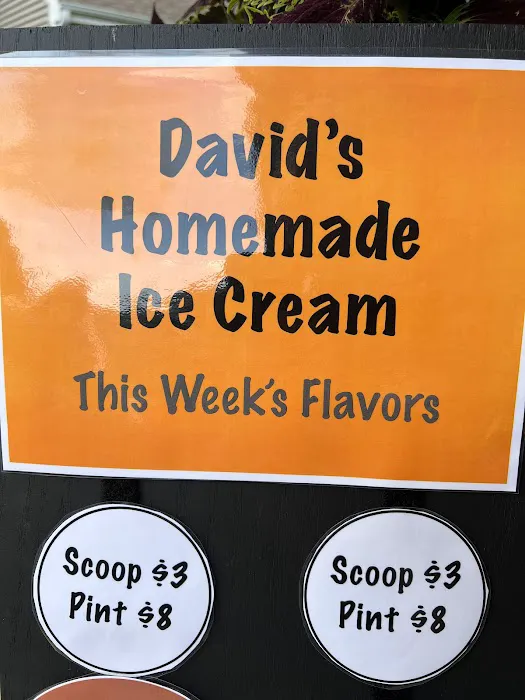 David's
Homemade
Ice Cream
This Week's Flavors
Scoop $3
Pint $8
Scoop $3
Pint $8